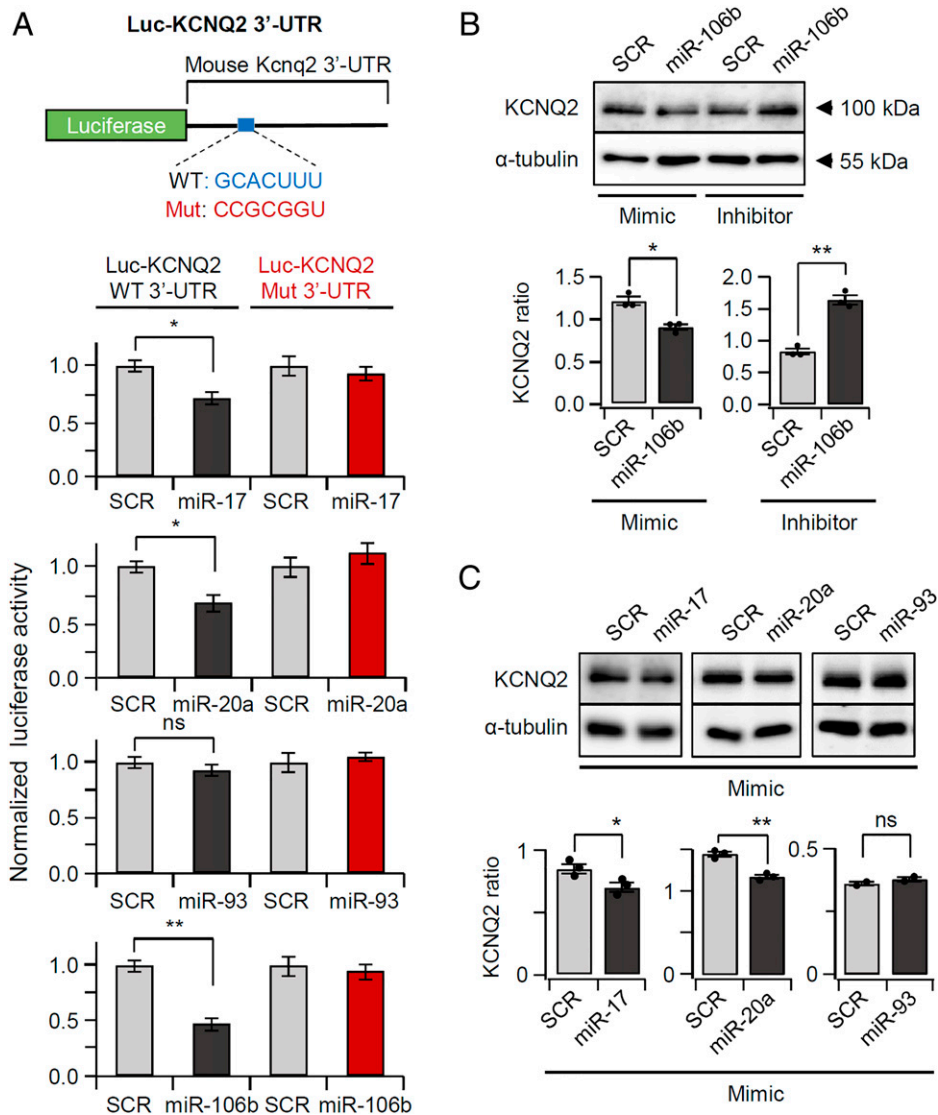 A
Luc-KCNQ2 3’-UTR
Mouse Kcnq2 3’-UTR
Luciferase
WT: GCACUUU
Mut: CCGCGGU
Luc-KCNQ2 WT 3’-UTR
Luc-KCNQ2 Mut 3’-UTR
Normalized luciferase activity
*
1.0
0.5
0.0
SCR miR-17 SCR miR-17
*
1.0
0.5
0.0
SCR miR-20a SCR miR-20a
ns
1.0
0.5
0.0
SCR miR-93 SCR miR-93
**
1.0
0.5
0.0
SCR miR-106b SCR miR-106b
B
SCR miR-106b SCR miR-106b
KCNQ2 100 kDa
α-tubulin 55 kDa
Mimic Inhibitor
KCNQ2 ratio
*
1.5
1.0
0.5
0.0
SCR miR-106b
Mimic
**
2.0
1.5
1.0
0.0
SCR miR-106b
Inhibitor
C
SCR miR-17 SCR miR-20a SCR miR-93
KCNQ2
α-tubulin
Mimic
KCNQ2 ratio
*
1
0
SCR miR-17
**
1
1
SCR miR-20a
ns
0.5
0
SCR miR-93
Mimic